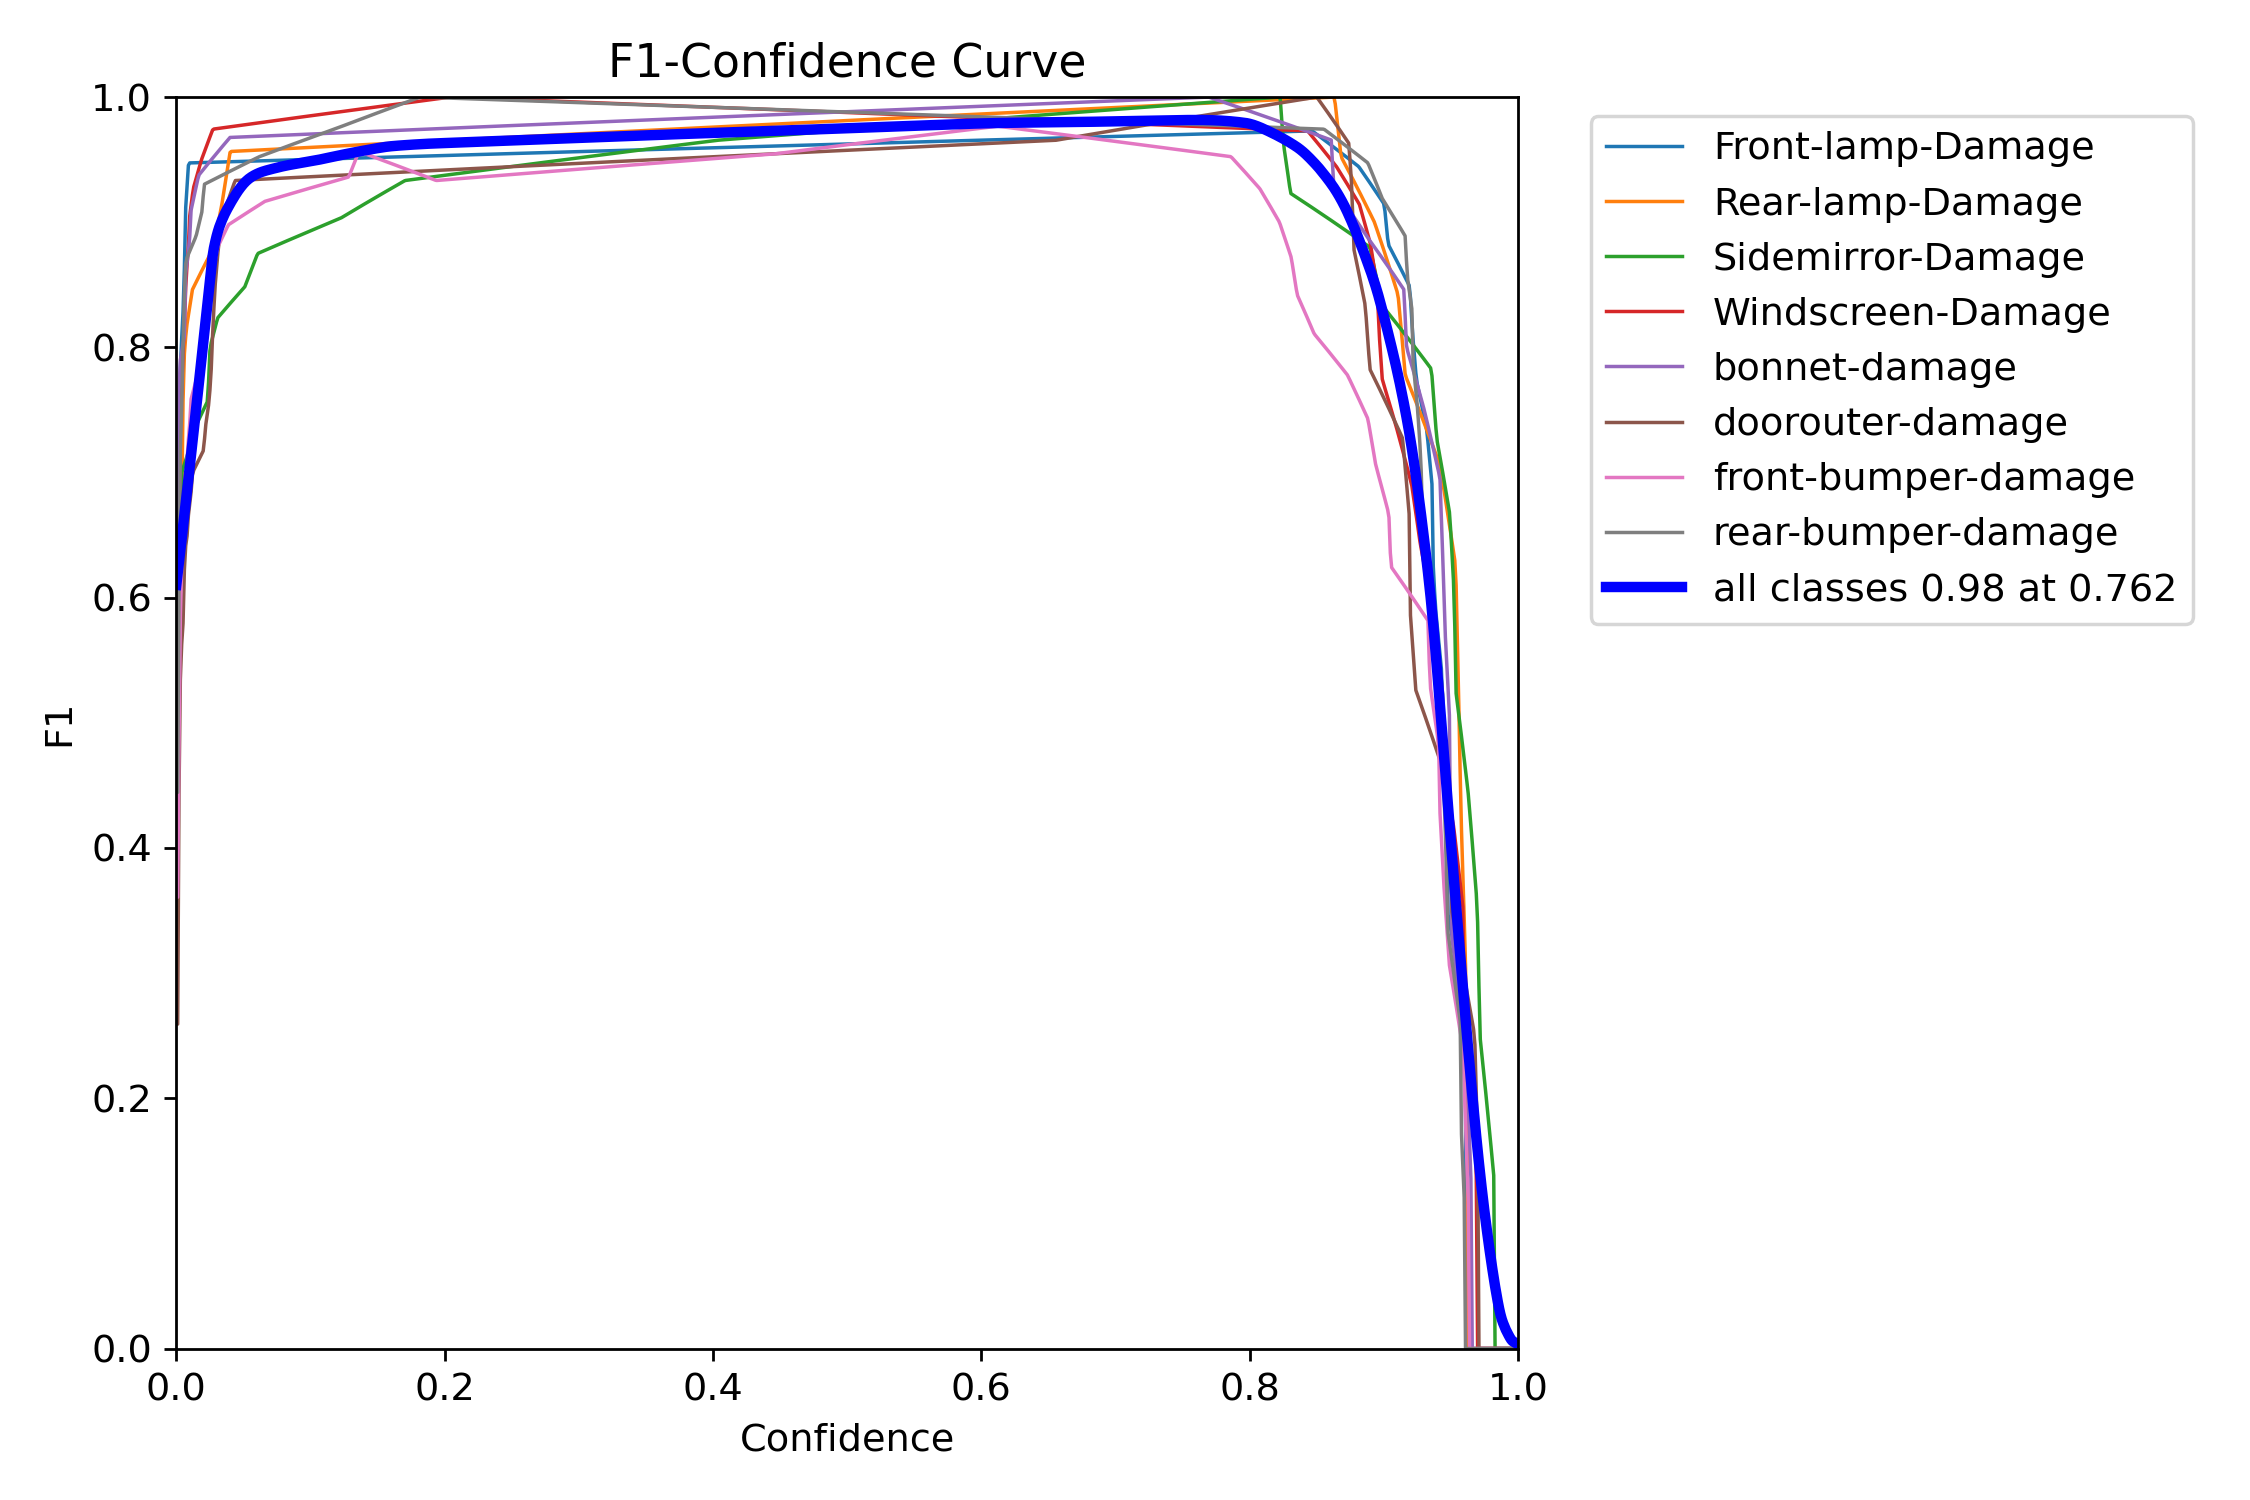 F1-Confidence Curve
1.0
0.8
0.6
0.4
0.2
0.0
F1
0.0 0.2 0.4 0.6 0.8 1.0
Confidence
Front-lamp-Damage
Rear-lamp-Damage
Sidemirror-Damage
Windscreen-Damage
bonnet-damage
doorouter-damage
front-bumper-damage
rear-bumper-damage
all classes 0.98 at 0.762